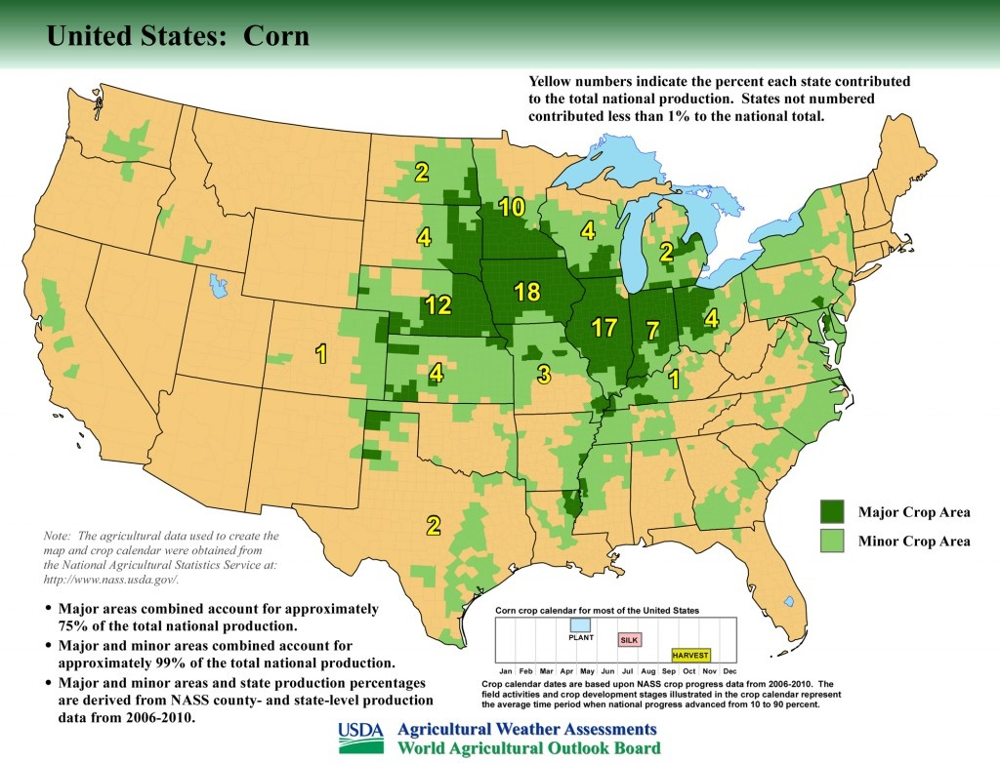 United States:  Corn
Yellow numbers indicate the percent each state contributed
to the total national production.  States not numbered
contributed less than 1% to the national total.
2
10
4
4
2
12
18
17
7
4
1
4
3
1
2
Major Crop Area
Minor Crop Area
Note:  The agricultural data used to create the
map and crop calendar were obtained from
the National Agricultural Statistics Service at:
http://www.nass.usda.gov/.
• Major areas combined account for approximately
75% of the total national production.
• Major and minor areas combined account for
approximately 99% of the total national production.
• Major and minor areas and state production percentages
are derived from NASS county- and state-level production
data from 2006-2010.
Corn crop calendar for most of the United States
PLANT
SILK
HARVEST
Jan Feb Mar Apr May Jun Jul Aug Sep Oct Nov Dec
Crop calendar dates are based upon NASS crop progress data from 2006-2010.  The
field activities and crop development stages illustrated in the crop calendar represent
the average time period when national progress advanced from 10 to 90 percent.
USDA Agricultural Weather Assessments
World Agricultural Outlook Board